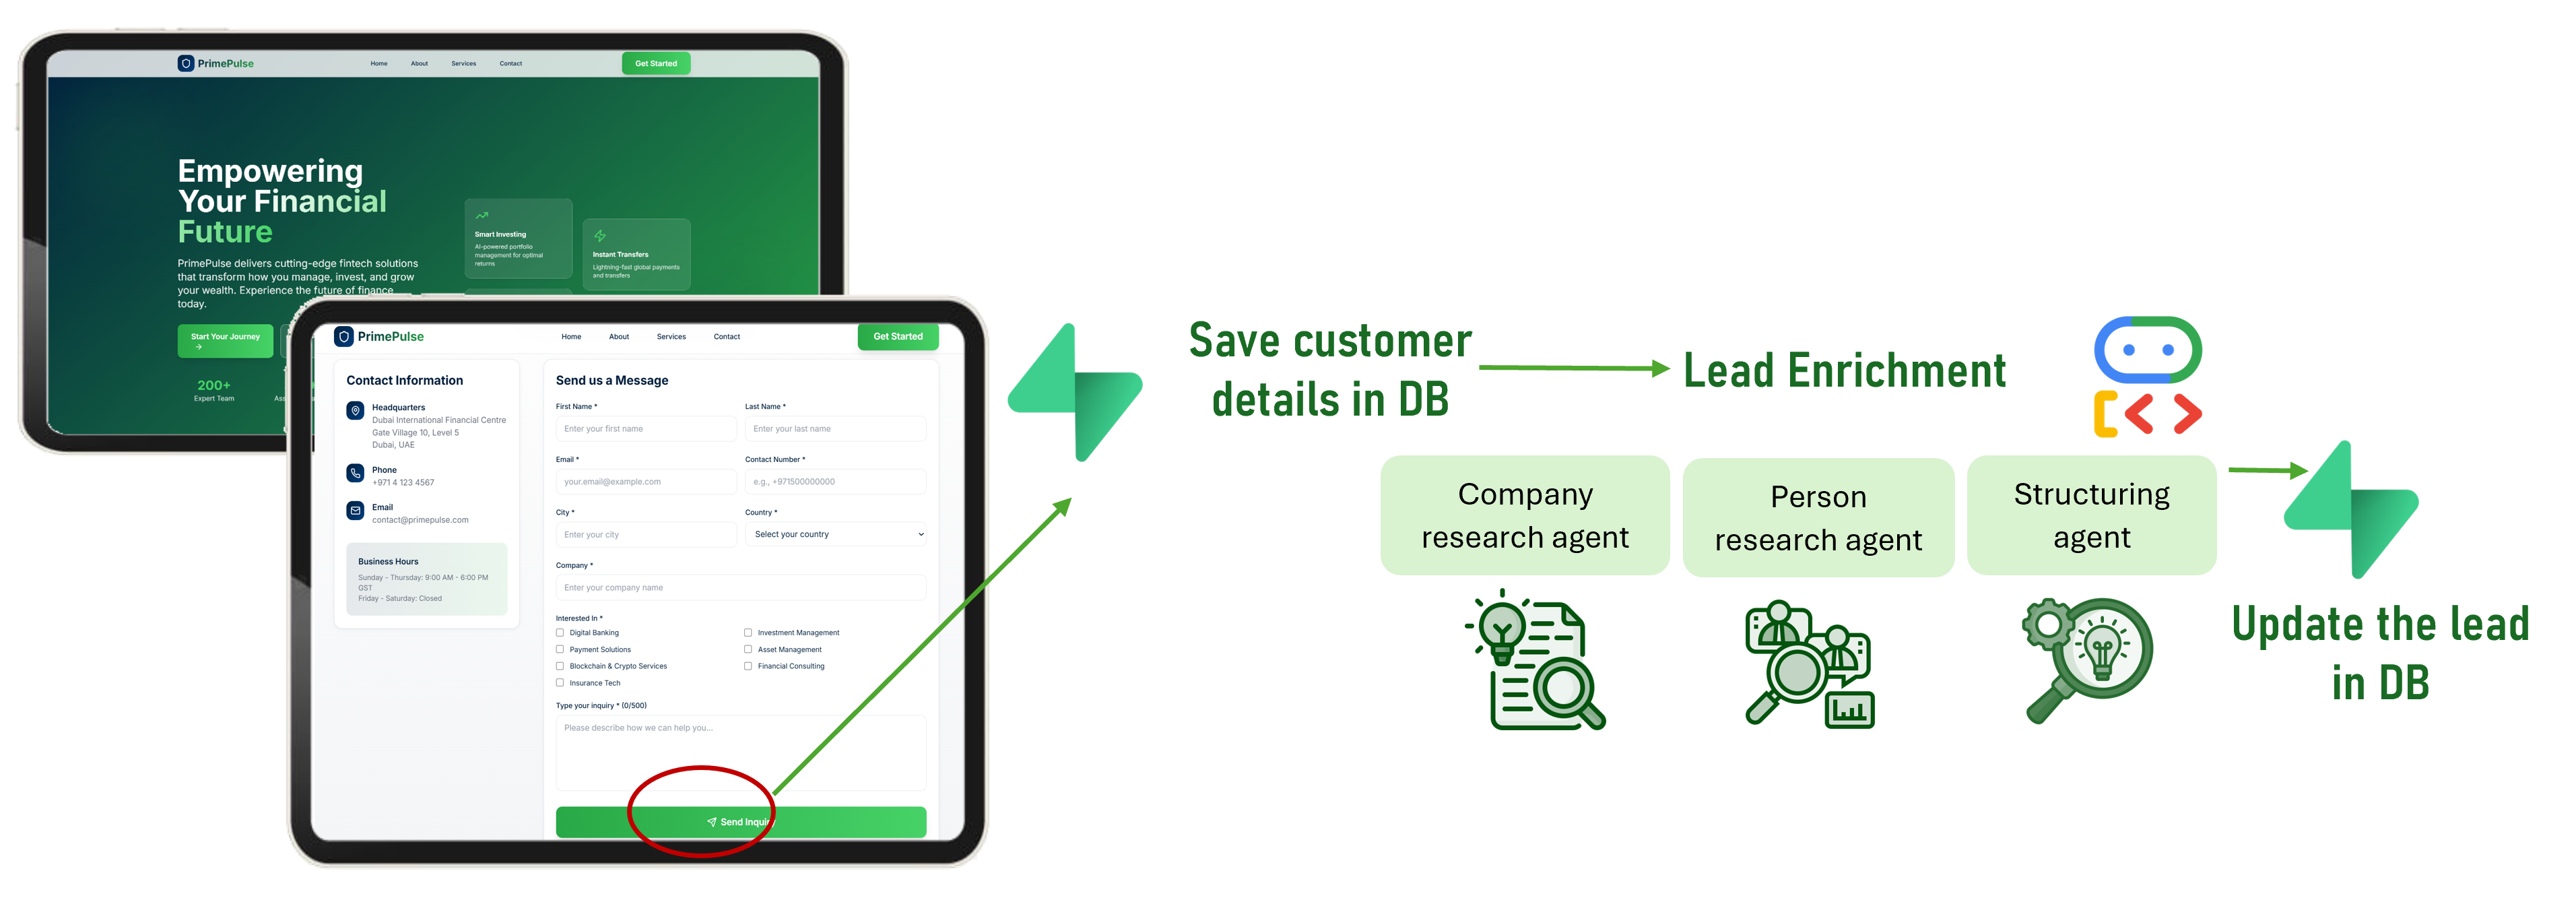 PrimePulse
Home About Services Contact
Get Started
Empowering
Your Financial
Future
PrimePulse delivers cutting-edge fintech solutions
that transform how you manage, invest, and grow
your wealth. Experience the future of finance
today.
Start Your Journey
→
200+
Expert Team
Smart Investing
AI-powered portfolio
management for optimal
returns
Instant Transfers
Lightning-fast global payments
and transfers
PrimePulse
Home About Services Contact
Get Started
Contact Information
Headquarters
Dubai International Financial Centre
Gate Village 10, Level 5
Dubai, UAE
Phone
+971 4 123 4567
Email
contact@primepulse.com
Business Hours
Sunday - Thursday: 9:00 AM - 6:00 PM
GST
Friday - Saturday: Closed
Send us a Message
First Name * Last Name *
Enter your first name Enter your last name
Email * Contact Number *
your.email@example.com e.g., +971500000000
City * Country *
Enter your city Select your country
Company *
Enter your company name
Interested In *
Digital Banking Investment Management
Payment Solutions Asset Management
Blockchain & Crypto Services Financial Consulting
Insurance Tech
Type your inquiry * (0/500)
Please describe how we can help you...
Send Inquiry
Save customer
details in DB
Lead Enrichment
Company
research agent
Person
research agent
Structuring
agent
Update the lead
in DB